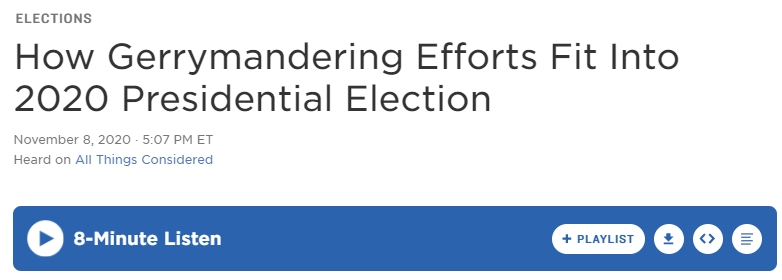 ELECTIONS
How Gerrymandering Efforts Fit Into
2020 Presidential Election
November 8, 2020 · 5:07 PM ET
Heard on All Things Considered
8-Minute Listen
+ PLAYLIST